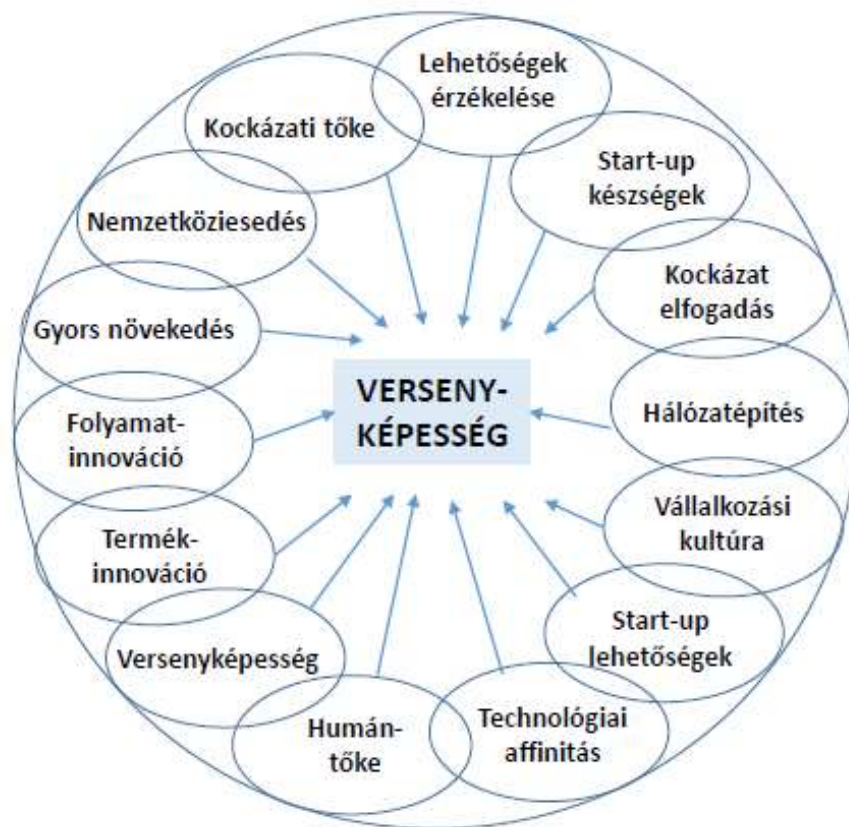 Lehetőségek
érzékelése
Start-up
készségek
Kockázat
elfogadás
Hálózatépítés
Vállalkozási
kultúra
Start-up
lehetőségek
Technológiai
affinitás
Humán-
tőke
Versenyképesség
Termék-
innováció
Folyamat-
innováció
Gyors növekedés
Nemzetköziesedés
Kockázati tőke
VERSENY-
KÉPESSÉG